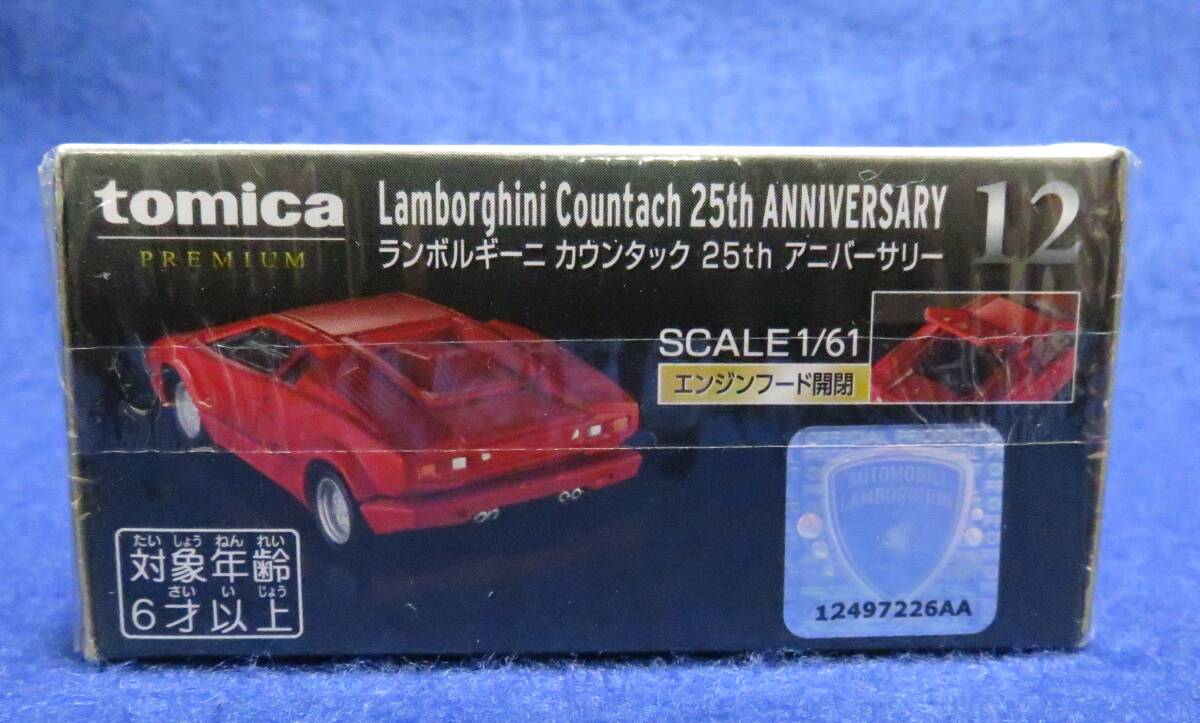 tomica
PREMIUM
Lamborghini Countach 25th ANNIVERSARY
ランボルギーニ カウンタック 25th アニバーサリー
12
SCALE 1/61
エンジンフード開閉
たい しょう ねん れい
対象年齢
さい い じょう
6才以上
AUTOMOBILI
LAMBORGHINI
12497226AA